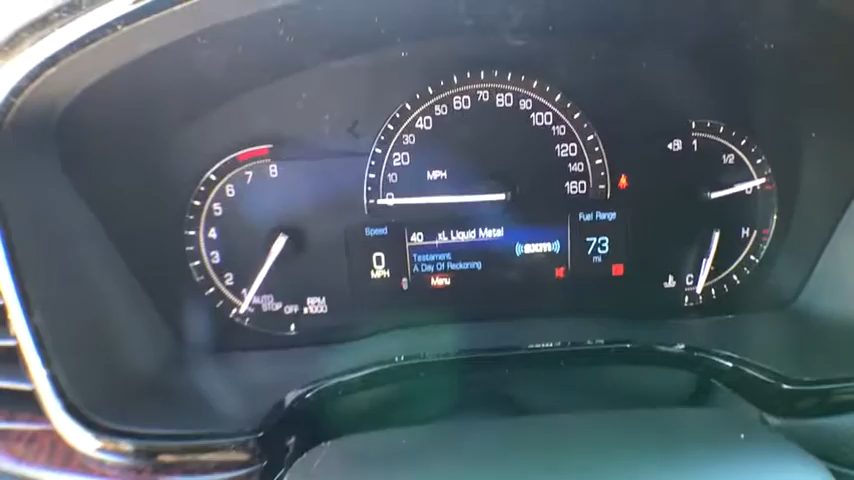 10 20 30 40 50 60 70 80 90 100 110 120 140 160
0
MPH
1 2 3 4 5 6 7 8
AUTO STOP
OFF
RPM x1000
1 1/2 0
C H
Speed
0
MPH
40 xL Liquid Metal
Testament
A Day of Reckoning
Menu
((SXM))
Fuel Range
73
mi